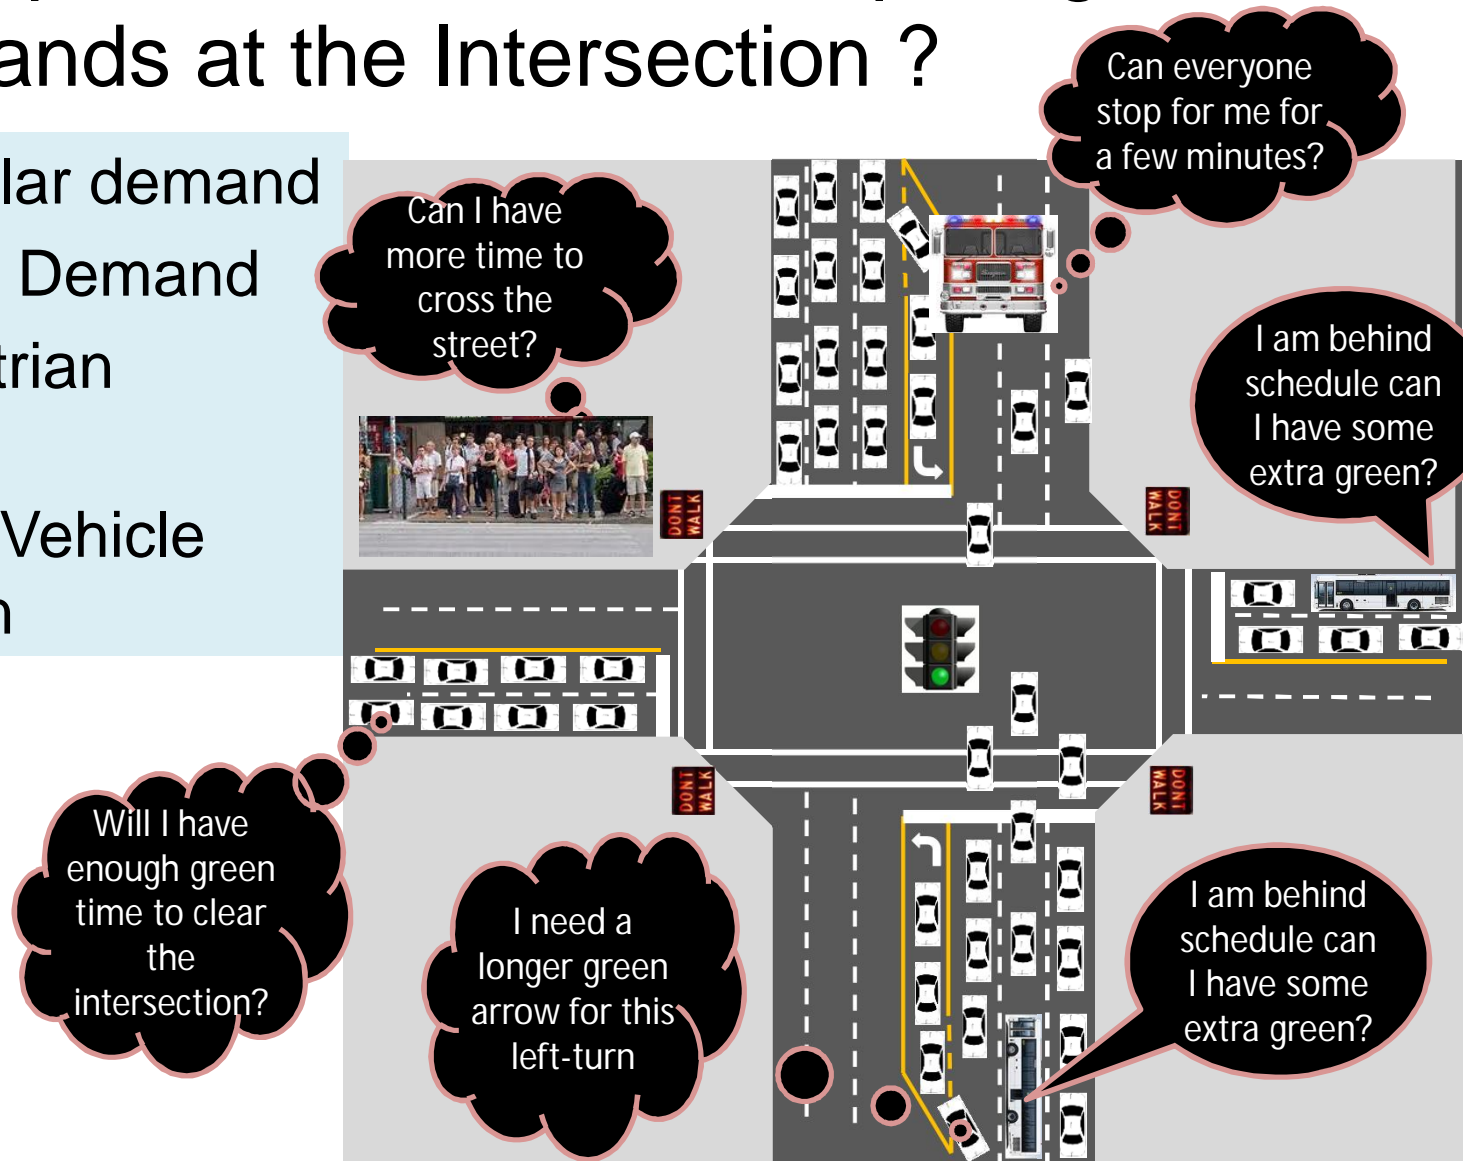 ands at the Intersection ?
lar demand
Demand
trian
Vehicle
n
Can everyone
stop for me for
a few minutes?
Can I have
more time to
cross the
street?
I am behind
schedule can
I have some
extra green?
DONT
WALK
DONT
WALK
Will I have
enough green
time to clear
the
intersection?
DONT
WALK
DONT
WALK
I need a
longer green
arrow for this
left-turn
I am behind
schedule can
I have some
extra green?